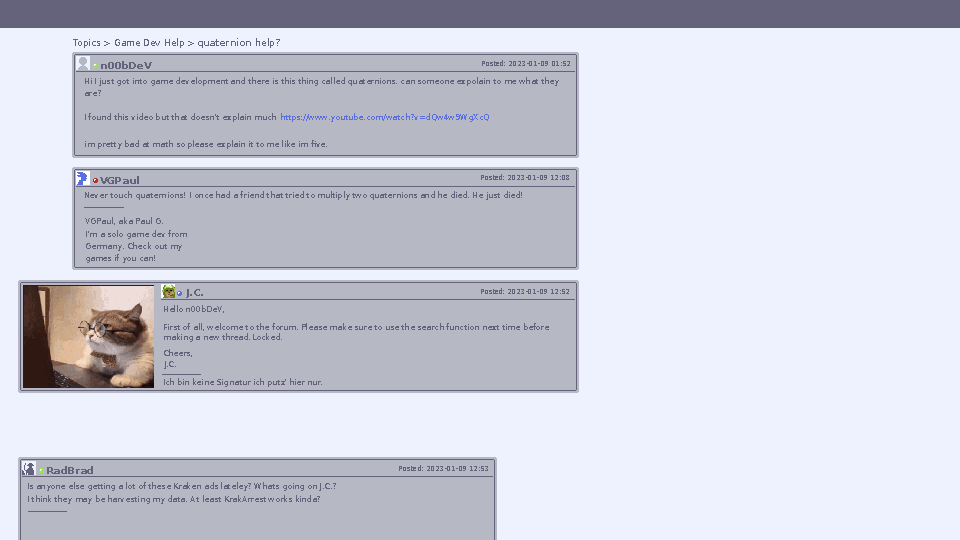 Topics > Game Dev Help > quaternion help?
n00bDeV
Posted: 2023-01-09 01:52
Hi! I just got into game development and there is this thing called quaternions. can someone expolain to me what they
are?
I found this video but that doesn't explain much https://www.youtube.com/watch?v=dQw4w9WgXcQ
im pretty bad at math so please explain it to me like im five.
VGPaul
Posted: 2023-01-09 12:08
Never touch quaternions! I once had a friend that tried to multiply two quaternions and he died. He just died!
VGPaul, aka Paul G.
I'm a solo game dev from
Germany. Check out my
games if you can!
J.C.
Posted: 2023-01-09 12:52
Hello n00bDeV,
First of all, welcome to the forum. Please make sure to use the search function next time before
making a new thread. Locked.
Cheers,
J.C.
Ich bin keine Signatur ich putz' hier nur.
RadBrad
Posted: 2023-01-09 12:53
Is anyone else getting a lot of these Kraken ads lateley? Whats going on J.C.?
I think they may be harvesting my data. At least KrakArrest works kinda?